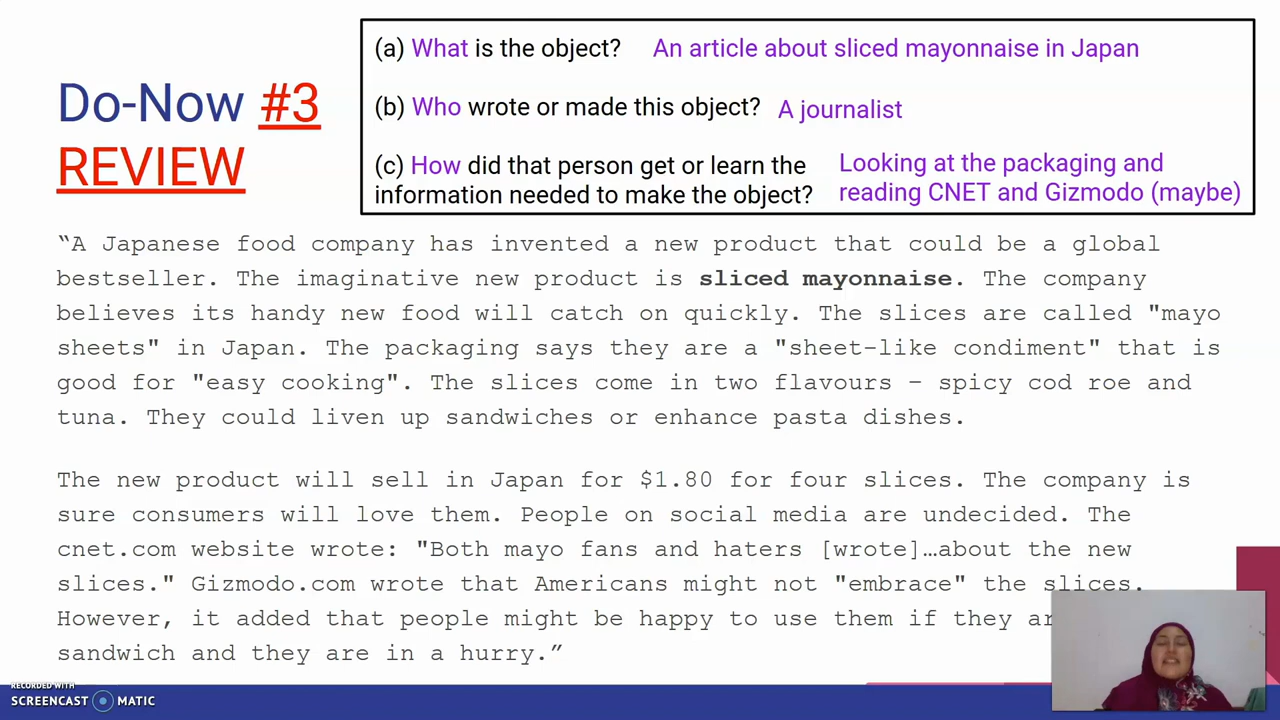 Do-Now #3
REVIEW
(a) What is the object? An article about sliced mayonnaise in Japan
(b) Who wrote or made this object? A journalist
(c) How did that person get or learn the
information needed to make the object?
Looking at the packaging and
reading CNET and Gizmodo (maybe)
“A Japanese food company has invented a new product that could be a global
bestseller. The imaginative new product is sliced mayonnaise. The company
believes its handy new food will catch on quickly. The slices are called "mayo
sheets" in Japan. The packaging says they are a "sheet-like condiment" that is
good for "easy cooking". The slices come in two flavours – spicy cod roe and
tuna. They could liven up sandwiches or enhance pasta dishes.
The new product will sell in Japan for $1.80 for four slices. The company is
sure consumers will love them. People on social media are undecided. The
cnet.com website wrote: "Both mayo fans and haters [wrote]…about the new
slices." Gizmodo.com wrote that Americans might not "embrace" the slices.
However, it added that people might be happy to use them if they
sandwich and they are in a hurry.”
RECORDED WITH
SCREENCAST MATIC